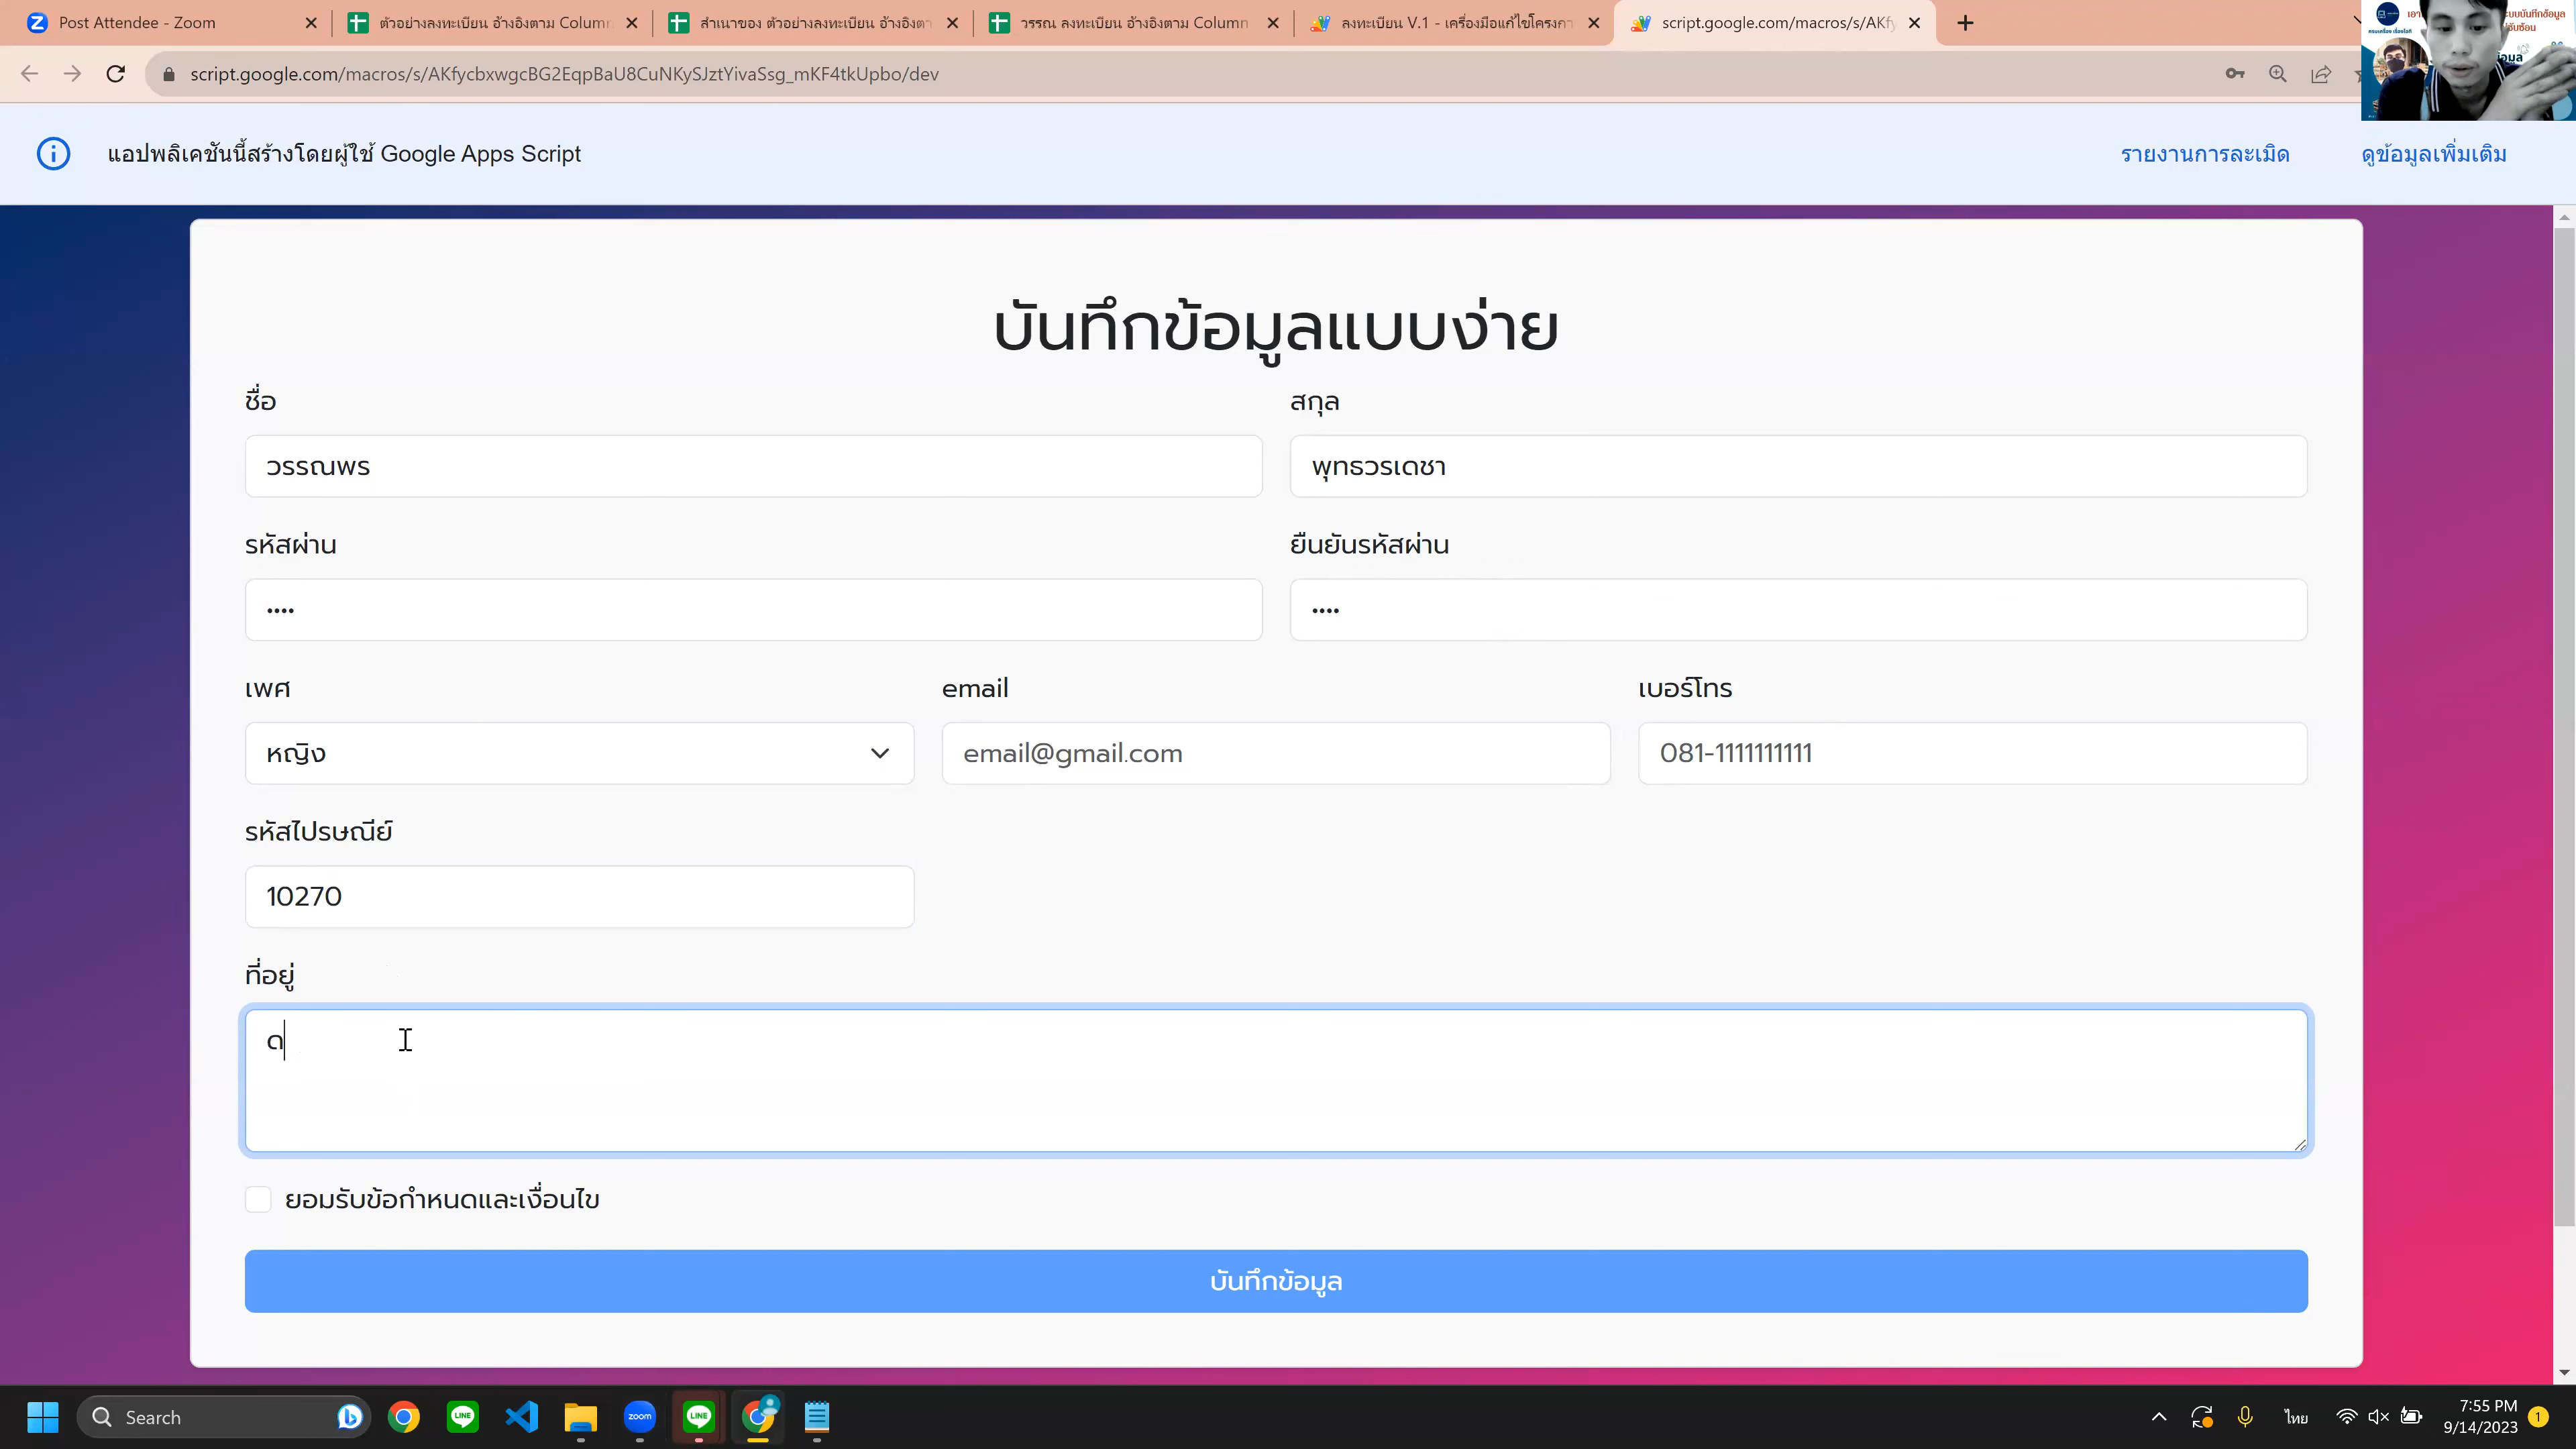 Post Attendee - Zoom
ตัวอย่างลงทะเบียน อ้างอิงตาม Colum
สำเนาของ ตัวอย่างลงทะเบียน อ้างอิงตา
วรรณ ลงทะเบียน อ้างอิงตาม Column
ลงทะเบียน V.1 - เครื่องมือแก้ไขโครงกา
script.google.com/macros/s/AKfy
script.google.com/macros/s/AKfycbxwgcBG2EqpBaU8CuNKySJztYivaSsg_mKF4tkUpbo/dev
แอปพลิเคชันนี้สร้างโดยผู้ใช้ Google Apps Script
รายงานการละเมิด
ดูข้อมูลเพิ่มเติม
บันทึกข้อมูลแบบง่าย
ชื่อ
สกุล
วรรณพร
พุทธวรเดชา
รหัสผ่าน
ยืนยันรหัสผ่าน
เพศ
email
เบอร์โทร
หญิง
email@gmail.com
081-1111111111
รหัสไปรษณีย์
10270
ที่อยู่
ด
ยอมรับข้อกำหนดและเงื่อนไข
บันทึกข้อมูล
Search
zoom
LINE
ไทย
7:55 PM
9/14/2023
1